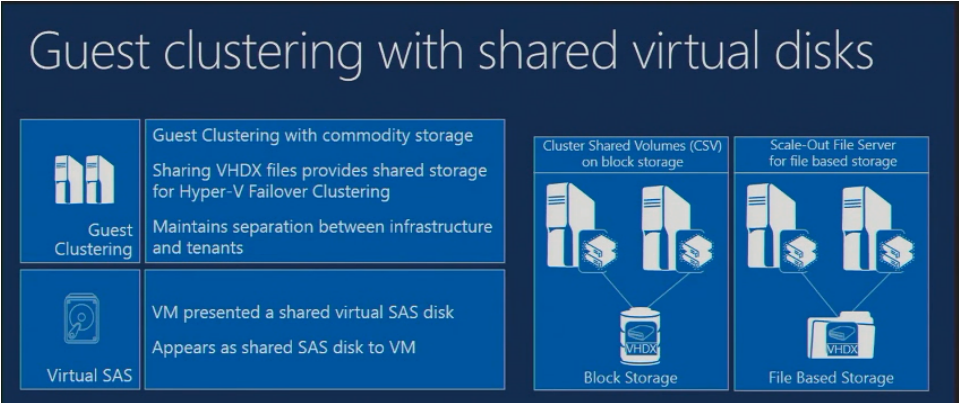 Guest clustering with shared virtual disks
Guest
Clustering
Guest Clustering with commodity storage
Sharing VHDX files provides shared storage
for Hyper-V Failover Clustering
Maintains separation between infrastructure
and tenants
Virtual SAS
VM presented a shared virtual SAS disk
Appears as shared SAS disk to VM
Cluster Shared Volumes (CSV)
on block storage
VHDX
Block Storage
Scale-Out File Server
for file based storage
VHDX
File Based Storage